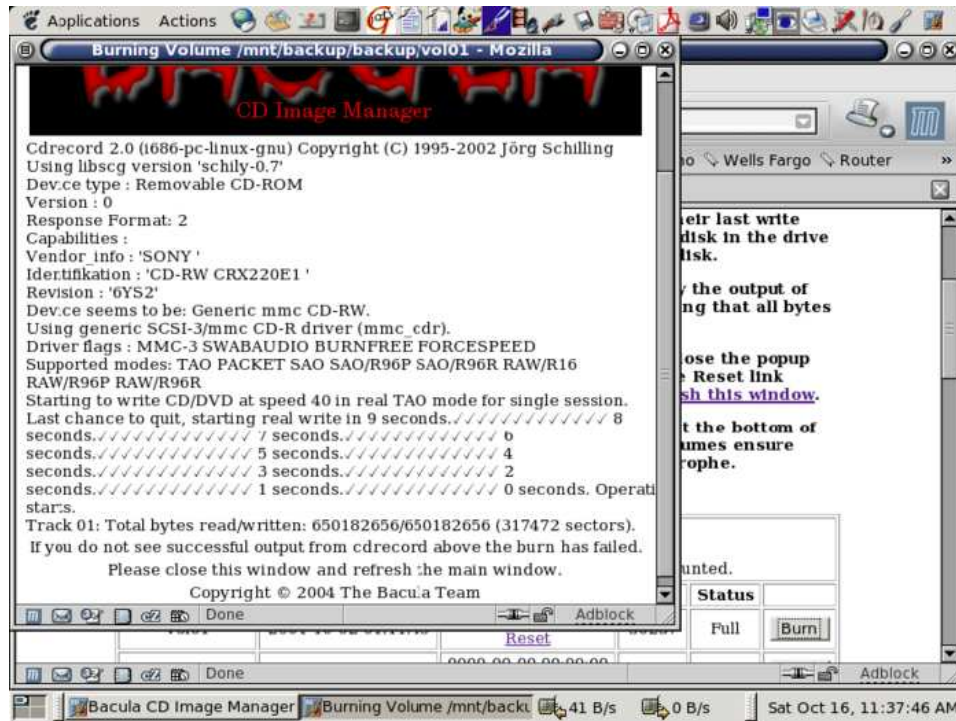 Applications Actions
Burning Volume /mnt/backup/backup/vol01 - Mozilla
CD Image Manager
Cdrecord 2.0 (i686-pc-linux-gnu) Copyright (C) 1995-2002 Jörg Schilling
Using libscg version 'schily-0.7'
Device type : Removable CD-ROM
Version : 0
Response Format: 2
Capabilities :
Vendor_info : 'SONY '
Identifikation : 'CD-RW CRX220E1 '
Revision : '6YS2'
Device seems to be: Generic mmc CD-RW.
Using generic SCSI-3/mmc CD-R driver (mmc_cdr).
Driver flags : MMC-3 SWABAUDIO BURNFREE FORCESPEED
Supported modes: TAO PACKET SAO SAO/R96P SAO/R96R RAW/R16
RAW/R96P RAW/R96R
Starting to write CD/DVD at speed 40 in real TAO mode for single session.
Last chance to quit, starting real write in 9 seconds.✓✓✓✓✓✓✓✓✓✓✓✓✓ 8
seconds.✓✓✓✓✓✓✓✓✓✓✓✓✓ 7 seconds.✓✓✓✓✓✓✓✓✓✓✓✓✓ 6
seconds.✓✓✓✓✓✓✓✓✓✓✓✓✓ 5 seconds.✓✓✓✓✓✓✓✓✓✓✓✓✓ 4
seconds.✓✓✓✓✓✓✓✓✓✓✓✓✓ 3 seconds.✓✓✓✓✓✓✓✓✓✓✓✓✓ 2
seconds.✓✓✓✓✓✓✓✓✓✓✓✓✓ 1 seconds.✓✓✓✓✓✓✓✓✓✓✓✓✓ 0 seconds. Operati
starts.
Track 01: Total bytes read/written: 650182656/650182656 (317472 sectors).
If you do not see successful output from cdrecord above the burn has failed.
Please close this window and refresh the main window.
Copyright © 2004 The Bacula Team
Done Adblock
Wells Fargo Router »
eir last write
disk in the drive
disk.
the output of
ng that all bytes
lose the popup
Reset link
sh this window.
t the bottom of
umes ensure
rophe.
unted.
Status
Reset Full Burn
Done Adblock
Bacula CD Image Manager Burning Volume /mnt/backu 41 B/s 0 B/s Sat Oct 16, 11:37:46 AM